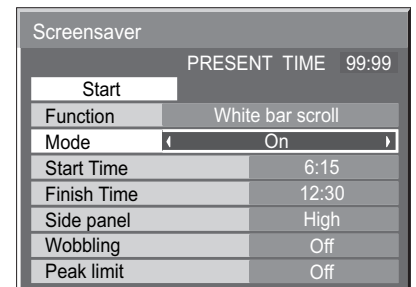 Screensaver
PRESENT TIME 99:99
Start
Function White bar scroll
Mode On
Start Time 6:15
Finish Time 12:30
Side panel High
Wobbling Off
Peak limit Off